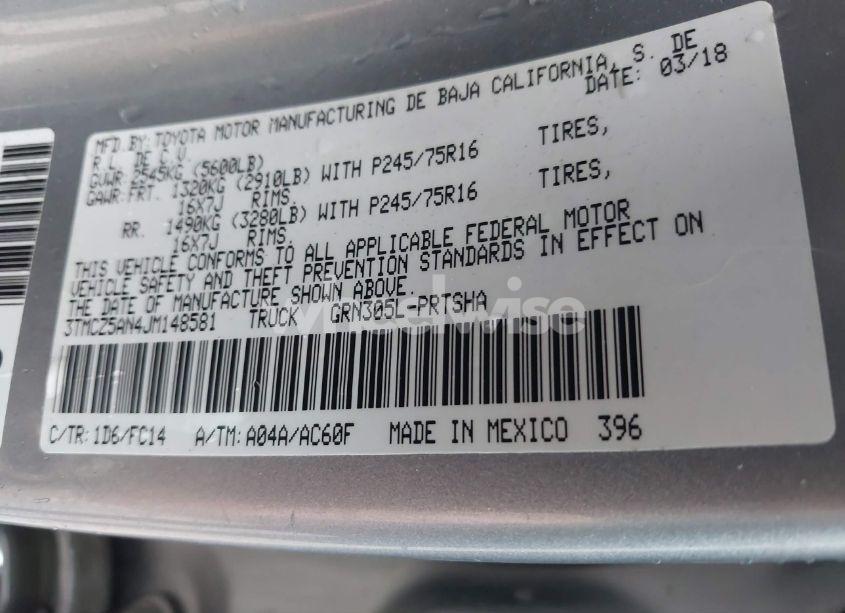 MFD.BY:TOYOTA MOTOR MANUFACTURING DE BAJA CALIFORNIA, S. DE
R.L. DE C.V. DATE: 03/18
GVWR 2545KG (5600LB)
GAWR:FRT. 1320KG (2910LB) WITH P245/75R16 TIRES,
16X7J RIMS.
RR. 1490KG (3280LB) WITH P245/75R16 TIRES,
16X7J RIMS.
THIS VEHICLE CONFORMS TO ALL APPLICABLE FEDERAL MOTOR
VEHICLE SAFETY AND THEFT PREVENTION STANDARDS IN EFFECT ON
THE DATE OF MANUFACTURE SHOWN ABOVE.
3TMCZ5AN4JM148581 TRUCK GRN305L-PRTSHA
C/TR: 1D6/FC14 A/TM: A04A/AC60F MADE IN MEXICO 396